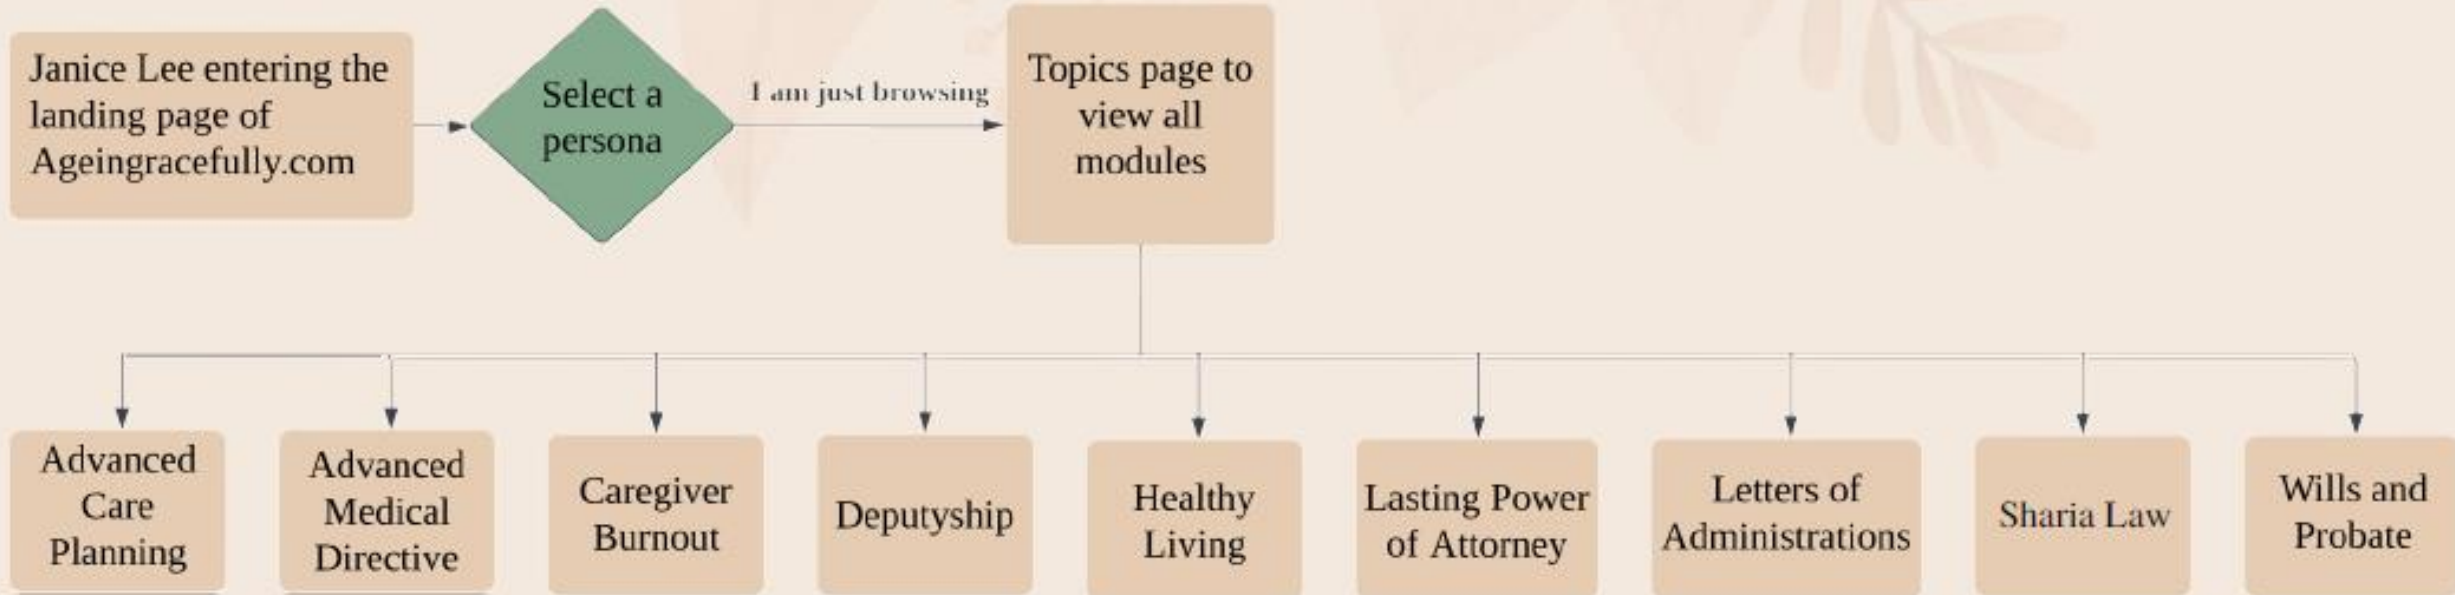 Janice Lee entering the
landing page of
Ageingracefully.com
Select a
persona
I am just browsing
Topics page to
view all
modules
Advanced
Care
Planning
Advanced
Medical
Directive
Caregiver
Burnout
Deputyship
Healthy
Living
Lasting Power
of Attorney
Letters of
Administrations
Sharia Law
Wills and
Probate